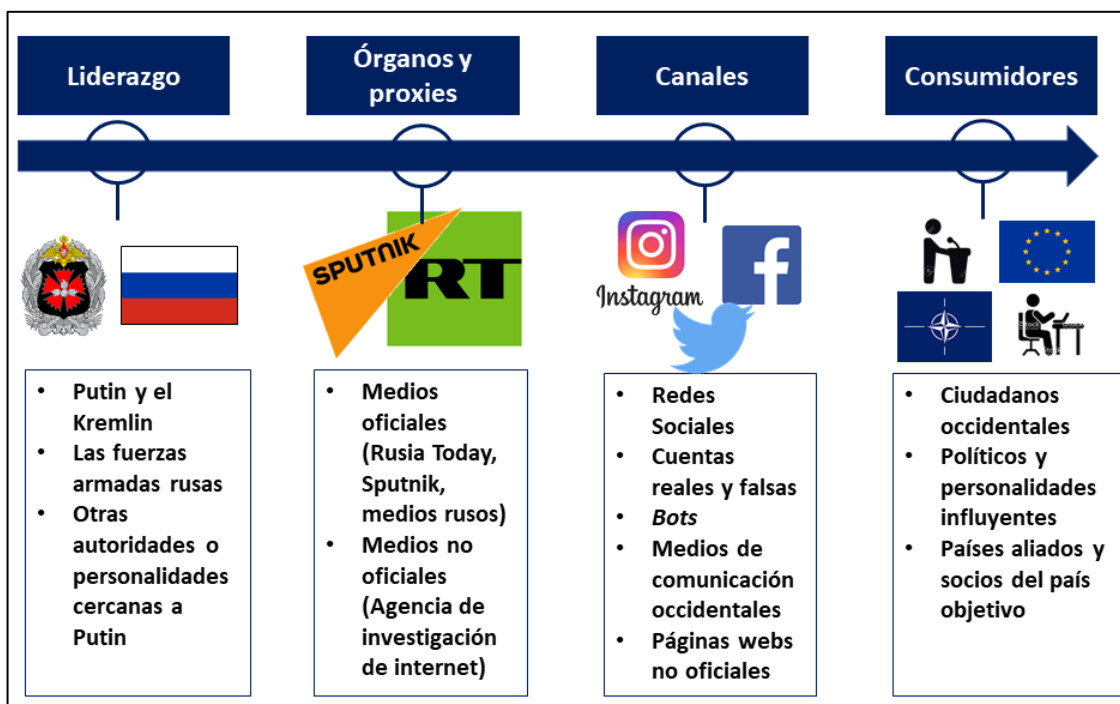 Liderazgo
Órganos y
proxies
Canales
Consumidores
SPUTNIK
RT
Instagram
f
• Putin y el
Kremlin
• Las fuerzas
armadas rusas
• Otras
autoridades o
personalidades
cercanas a
Putin
• Medios
oficiales
(Rusia Today,
Sputnik,
medios rusos)
• Medios no
oficiales
(Agencia de
investigación
de internet)
• Redes
Sociales
• Cuentas
reales y falsas
• Bots
• Medios de
comunicación
occidentales
• Páginas webs
no oficiales
• Ciudadanos
occidentales
• Políticos y
personalidades
influyentes
• Países aliados y
socios del país
objetivo